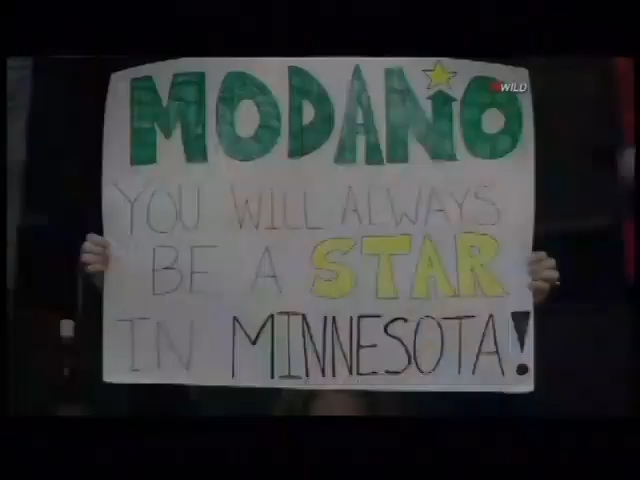 MODANO
WILD
YOU WILL ALWAYS
BE A STAR
IN MINNESOTA!